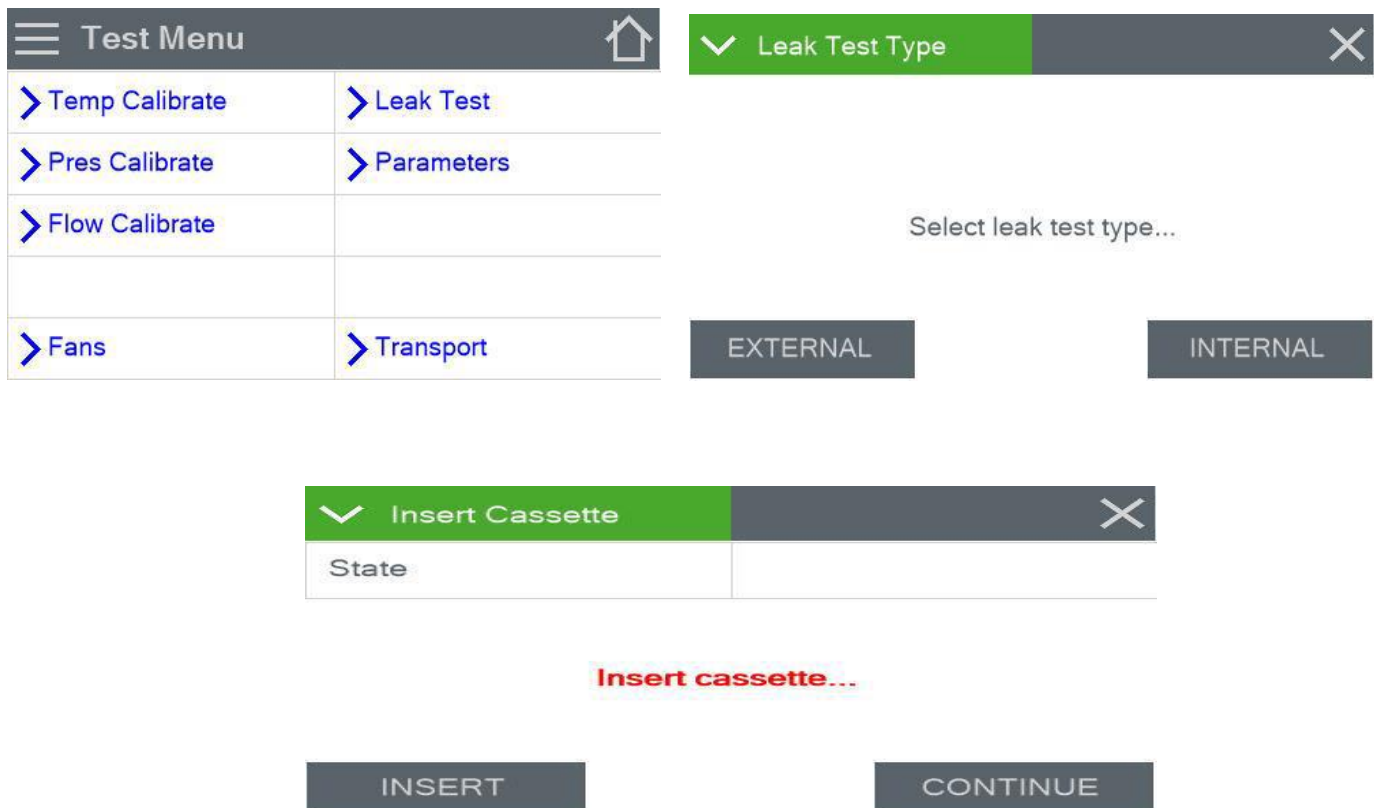 Test Menu
Temp Calibrate
Leak Test
Pres Calibrate
Parameters
Flow Calibrate
Fans
Transport
Leak Test Type
Select leak test type...
EXTERNAL
INTERNAL
Insert Cassette
State
Insert cassette...
INSERT
CONTINUE